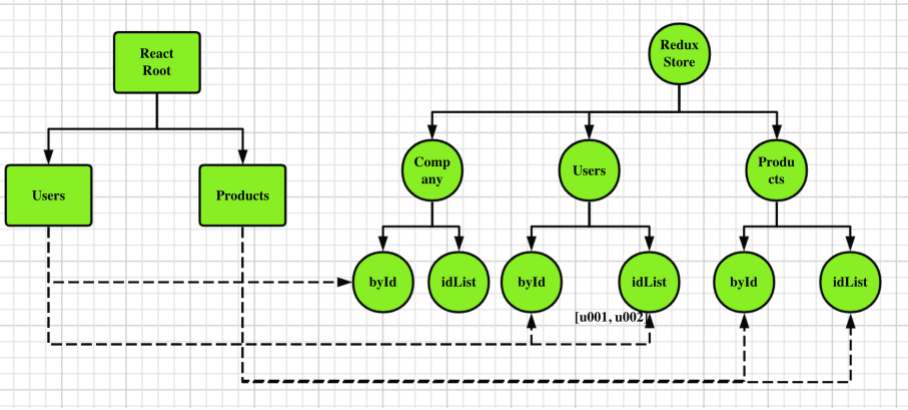 React
Root
Redux
Store
Users
Products
Comp
any
Users
Produ
cts
byId
idList
byId
idList
byId
idList
[u001, u002]